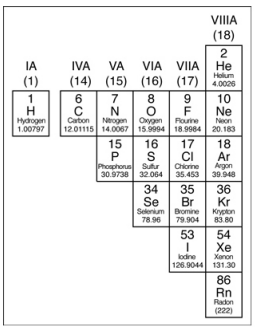 VIIIA
(18)
2
He
Helium
4.0026
IA IVA VA VIA VIIA
(1) (14) (15) (16) (17)
1 6 7 8 9 10
H C N O F Ne
Hydrogen Carbon Nitrogen Oxygen Flourine Neon
1.00797 12.01115 14.0067 15.9994 18.9984 20.183
15 16 17 18
P S Cl Ar
Phosphorus Sulfur Chlorine Argon
30.9738 32.064 35.453 39.948
34 35 36
Se Br Kr
Selenium Bromine Krypton
78.96 79.904 83.80
53 54
I Xe
Iodine Xenon
126.9044 131.30
86
Rn
Radon
(222)